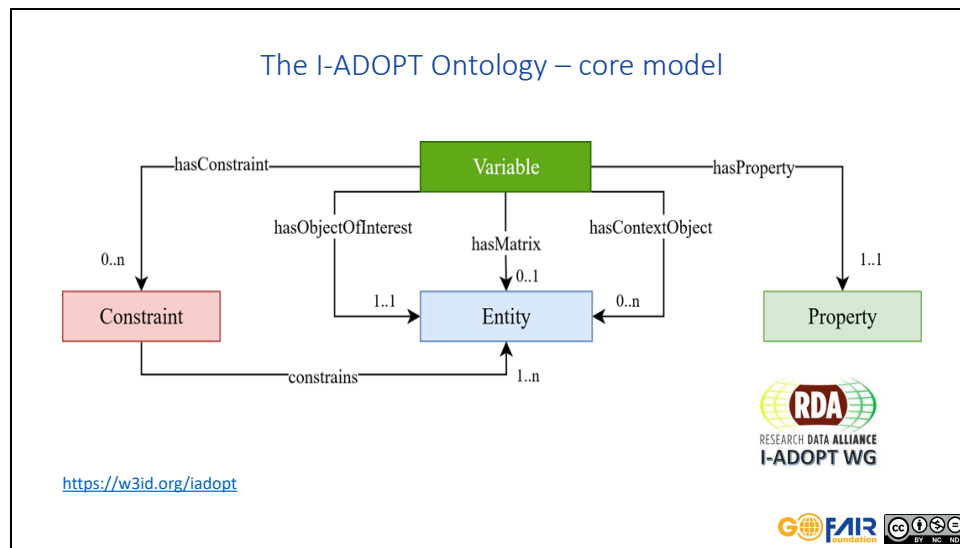 The I-ADOPT Ontology – core model
hasConstraint
Variable
hasProperty
hasObjectOfInterest
hasMatrix
hasContextObject
0..n
0..1
1..1
1..1
0..n
Constraint
Entity
Property
constrains
1..n
RDA
RESEARCH DATA ALLIANCE
I-ADOPT WG
https://w3id.org/iadopt
GO FAIR
Foundation
cc
BY NC ND